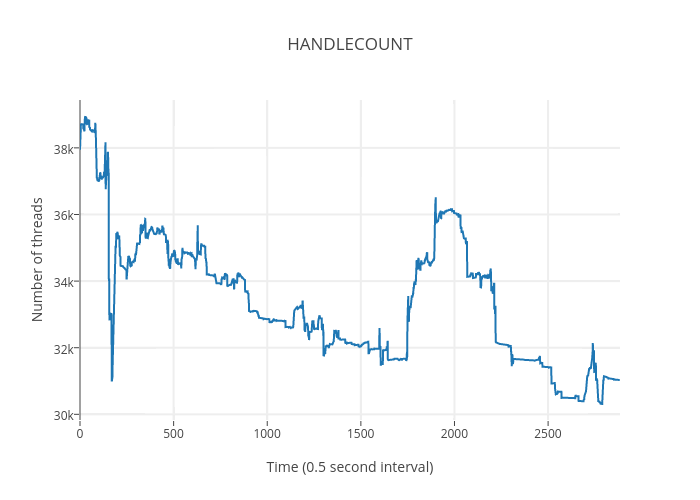 HANDLECOUNT
Number of threads
38k
36k
34k
32k
30k
0 500 1000 1500 2000 2500
Time (0.5 second interval)